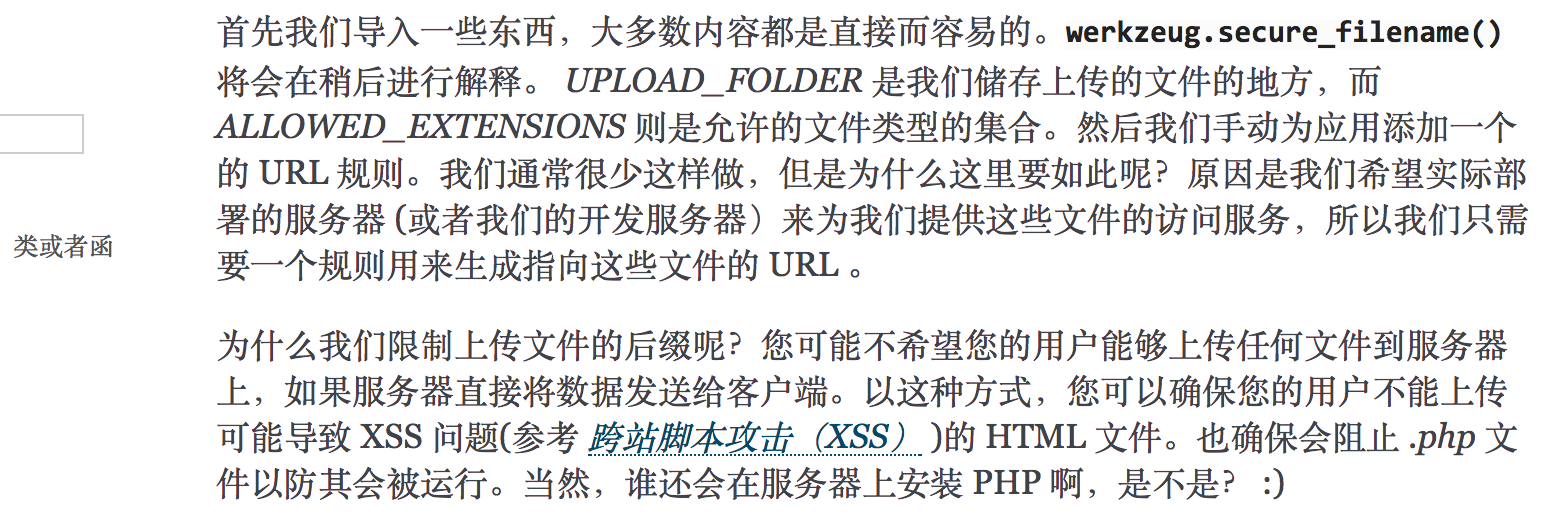 首先我们导入一些东西，大多数内容都是直接而容易的。werkzeug.secure_filename()
将会在稍后进行解释。 UPLOAD_FOLDER 是我们储存上传的文件的地方，而
ALLOWED_EXTENSIONS 则是允许的文件类型的集合。然后我们手动为应用添加一个
的 URL 规则。我们通常很少这样做，但是为什么这里要如此呢？原因是我们希望实际部
署的服务器 (或者我们的开发服务器）来为我们提供这些文件的访问服务，所以我们只需
要一个规则用来生成指向这些文件的 URL 。
类或者函
为什么我们限制上传文件的后缀呢？您可能不希望您的用户能够上传任何文件到服务器
上，如果服务器直接将数据发送给客户端。以这种方式，您可以确保您的用户不能上传
可能导致 XSS 问题(参考 跨站脚本攻击（XSS） )的 HTML 文件。也确保会阻止 .php 文
件以防其会被运行。当然，谁还会在服务器上安装 PHP 啊，是不是？ :)